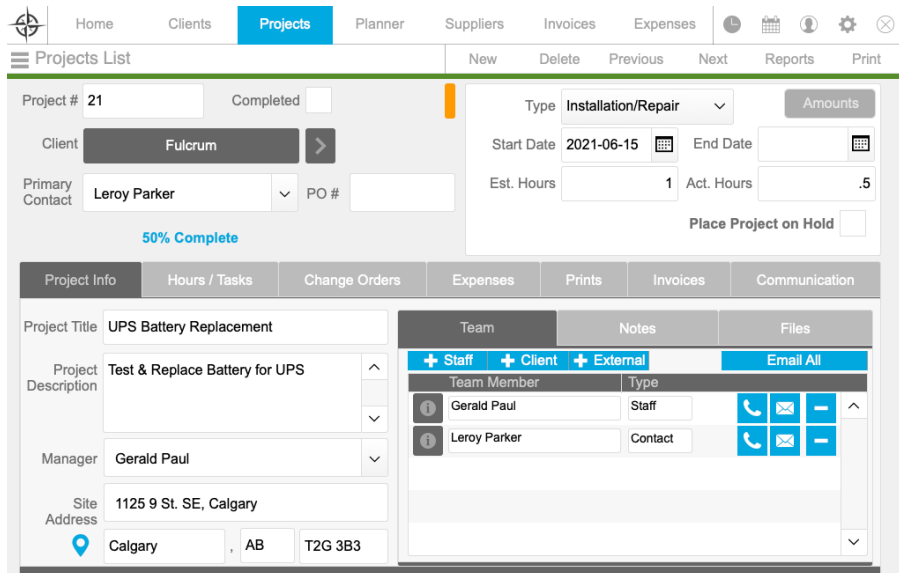 Home Clients Projects Planner Suppliers Invoices Expenses
Projects List New Delete Previous Next Reports Print
Project # 21 Completed
Type Installation/Repair Amounts
Client Fulcrum
Start Date 2021-06-15 End Date
Primary Contact Leroy Parker PO #
Est. Hours 1 Act. Hours .5
Place Project on Hold
50% Complete
Project Info Hours / Tasks Change Orders Expenses Prints Invoices Communication
Project Title UPS Battery Replacement
Team Notes Files
Project Description Test & Replace Battery for UPS
+ Staff + Client + External Email All
Team Member Type
Gerald Paul Staff
Leroy Parker Contact
Manager Gerald Paul
Site Address 1125 9 St. SE, Calgary
Calgary , AB T2G 3B3